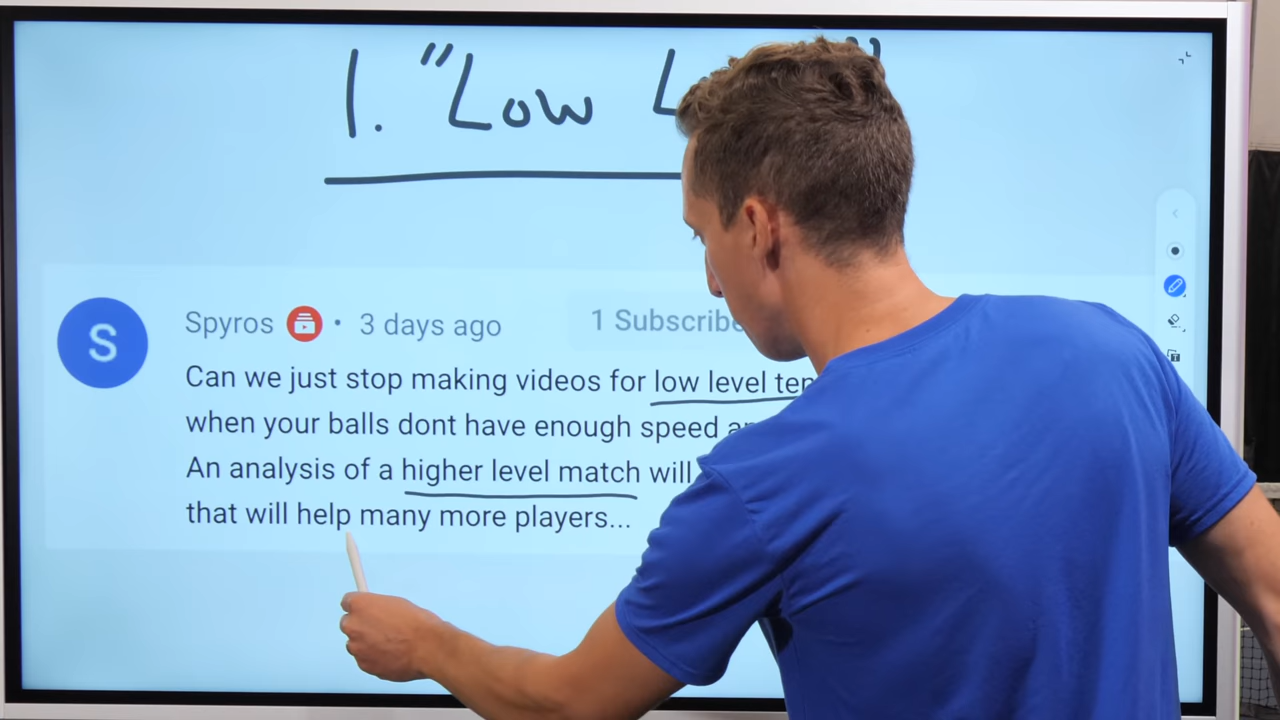 1. "Low
Spyros • 3 days ago
1 Subscribe
Can we just stop making videos for low level ten
when your balls dont have enough speed
An analysis of a higher level match will
that will help many more players...
S